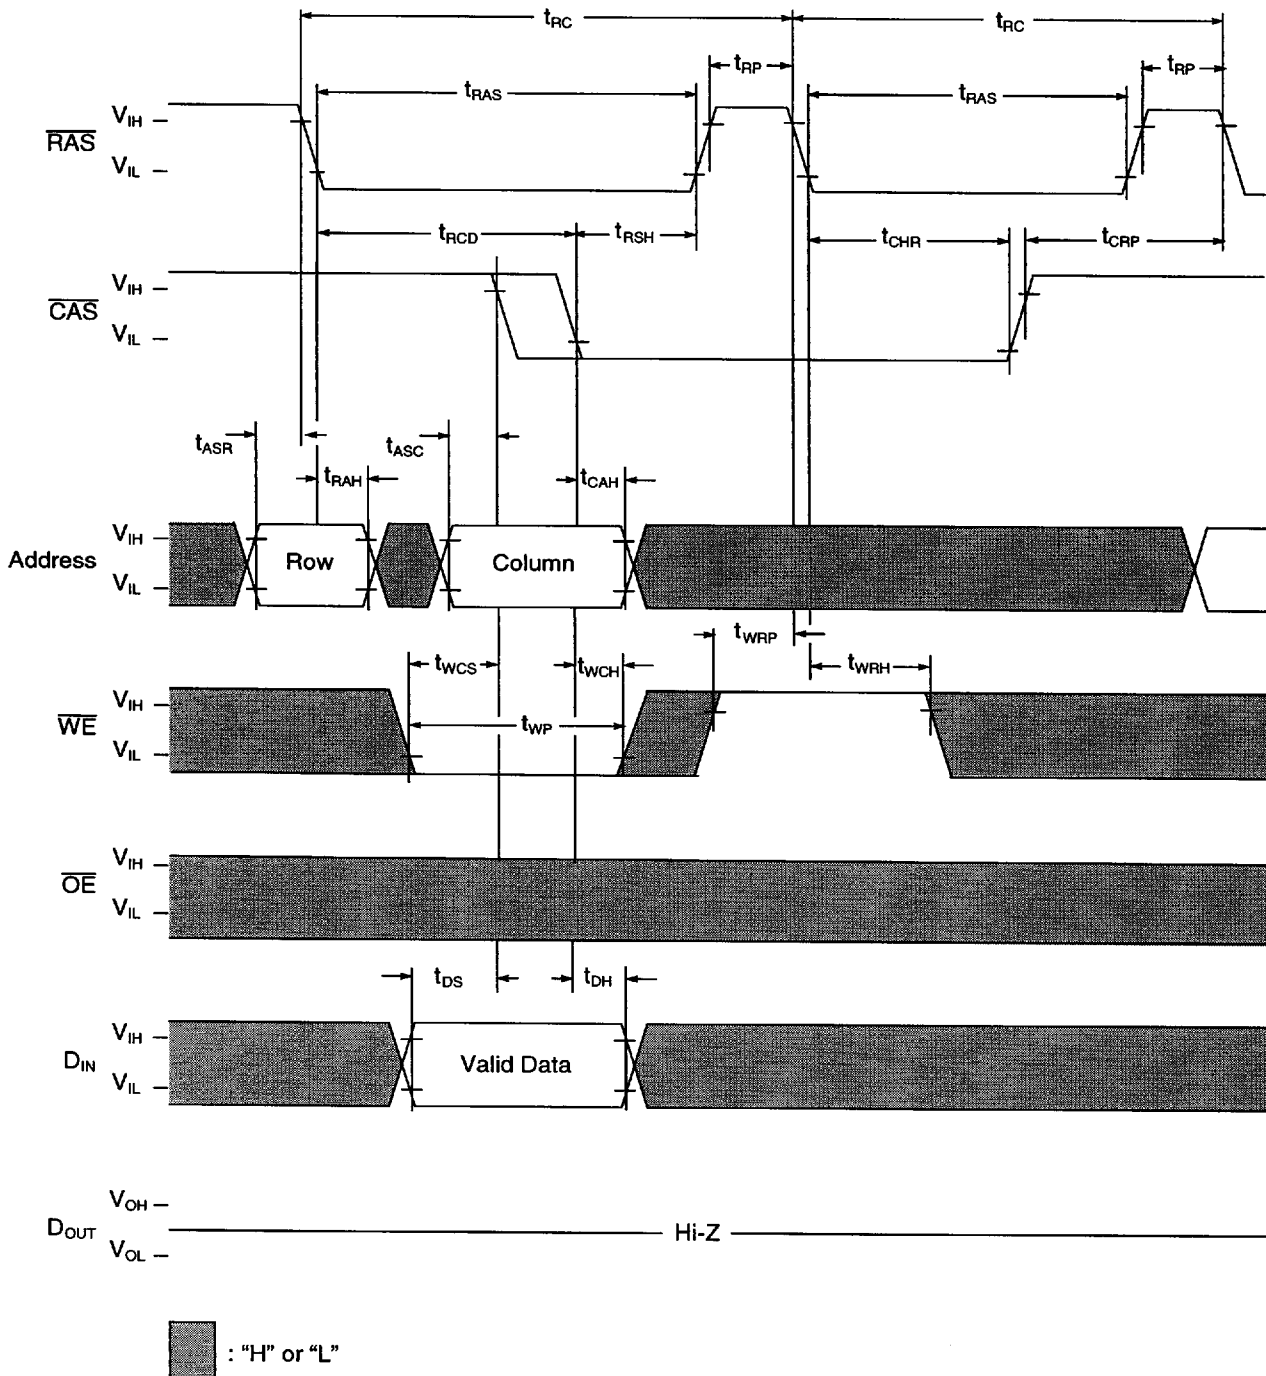 tRC tRC
tRP tRP
tRAS tRAS
RAS VIH
VIL
tRCD tRSH tCHR tCRP
CAS VIH
VIL
tASR tASC
tRAH tCAH
Address VIH
VIL
Row Column
tWRP
tWCS tWCH tWRH
WE VIH
VIL
tWP
OE VIH
VIL
tDS tDH
DIN VIH
VIL
Valid Data
DOUT VOH
VOL
Hi-Z
: “H” or “L”